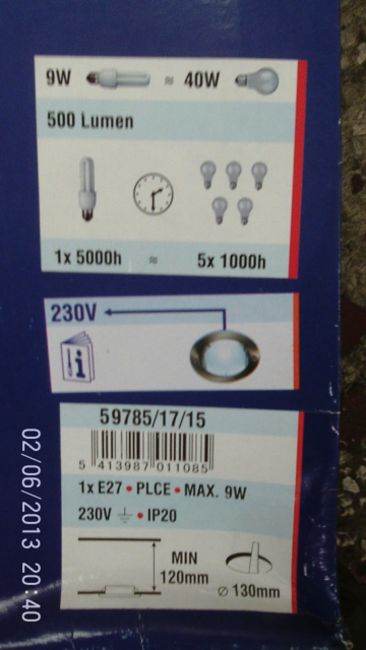 9W ≈ 40W
500 Lumen
1x 5000h ≈ 5x 1000h
230V
i
59785/17/15
5 413987 011085
1x E27 • PLCE • MAX. 9W
230V ⏚ • IP20
MIN
120mm
⌀ 130mm
02/06/2013 20:40